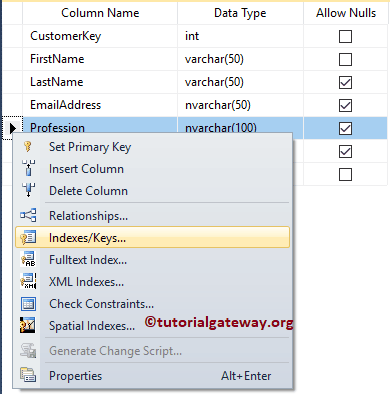 Column Name Data Type Allow Nulls
CustomerKey int
FirstName varchar(50)
LastName varchar(50)
EmailAddress nvarchar(50)
Profession nvarchar(100)
Set Primary Key
Insert Column
Delete Column
Relationships...
Indexes/Keys...
Fulltext Index...
XML Indexes...
Check Constraints...
Spatial Indexes...
©tutorialgateway.org
Generate Change Script...
Properties Alt+Enter